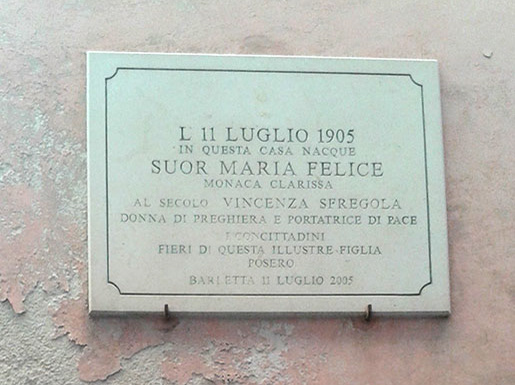 L' 11 LUGLIO 1905
IN QUESTA CASA NACQUE
SUOR MARIA FELICE
MONACA CLARISSA
AL SECOLO VINCENZA SFREGOLA
DONNA DI PREGHIERA E PORTATRICE DI PACE
I CONCITTADINI
FIERI DI QUESTA ILLUSTRE FIGLIA
POSERO
BARLETTA 11 LUGLIO 2005